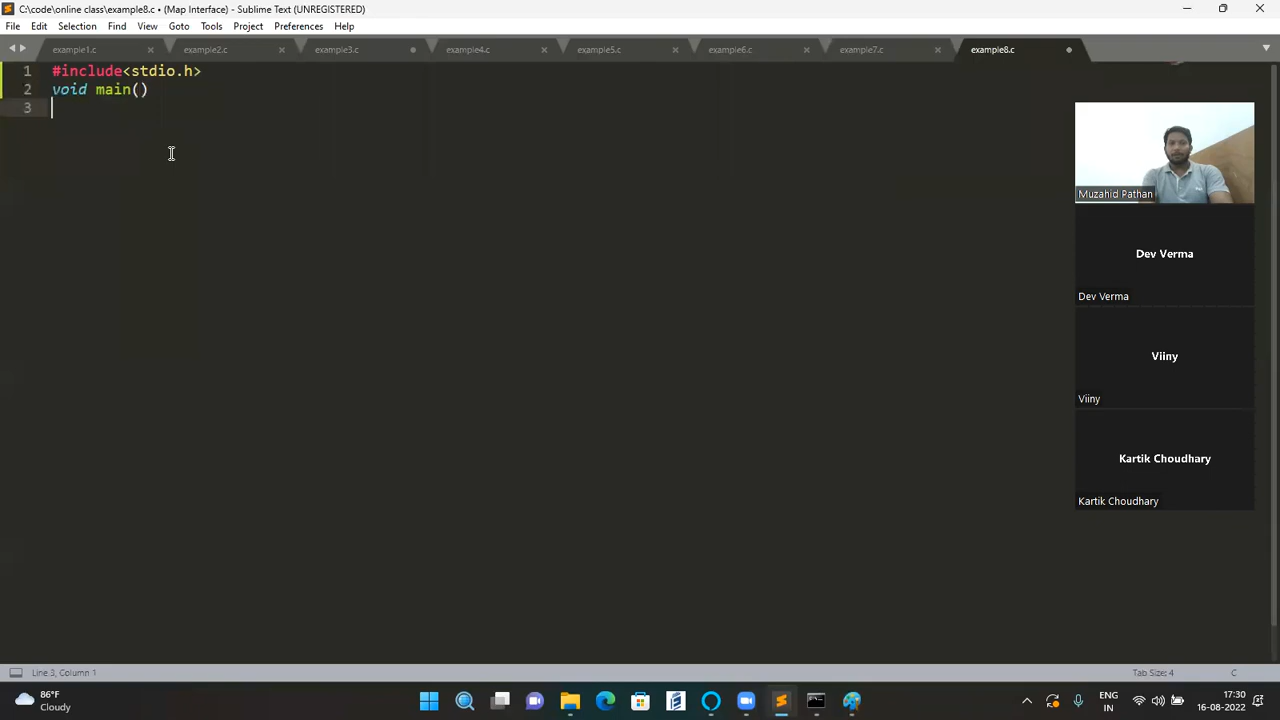 C:\code\online class\example8.c • (Map Interface) - Sublime Text (UNREGISTERED)
File Edit Selection Find View Goto Tools Project Preferences Help
example1.c example2.c example3.c example4.c example5.c example6.c example7.c example8.c
1 #include<stdio.h>
2 void main()
3
Muzahid Pathan
Dev Verma
Dev Verma
Viiny
Viiny
Kartik Choudhary
Kartik Choudhary
Line 3, Column 1 Tab Size: 4 C
86°F
Cloudy
ENG
IN
17:30
16-08-2022